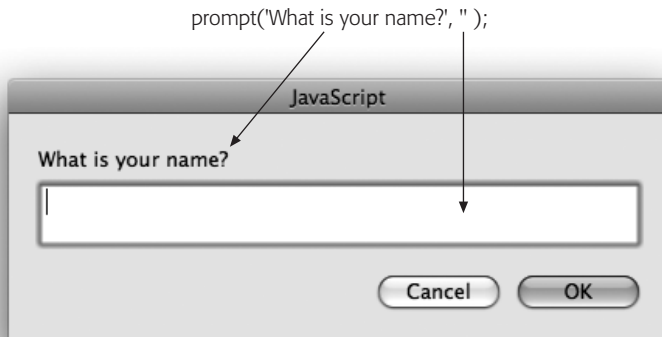 prompt('What is your name?', '' );
JavaScript
What is your name?
Cancel OK